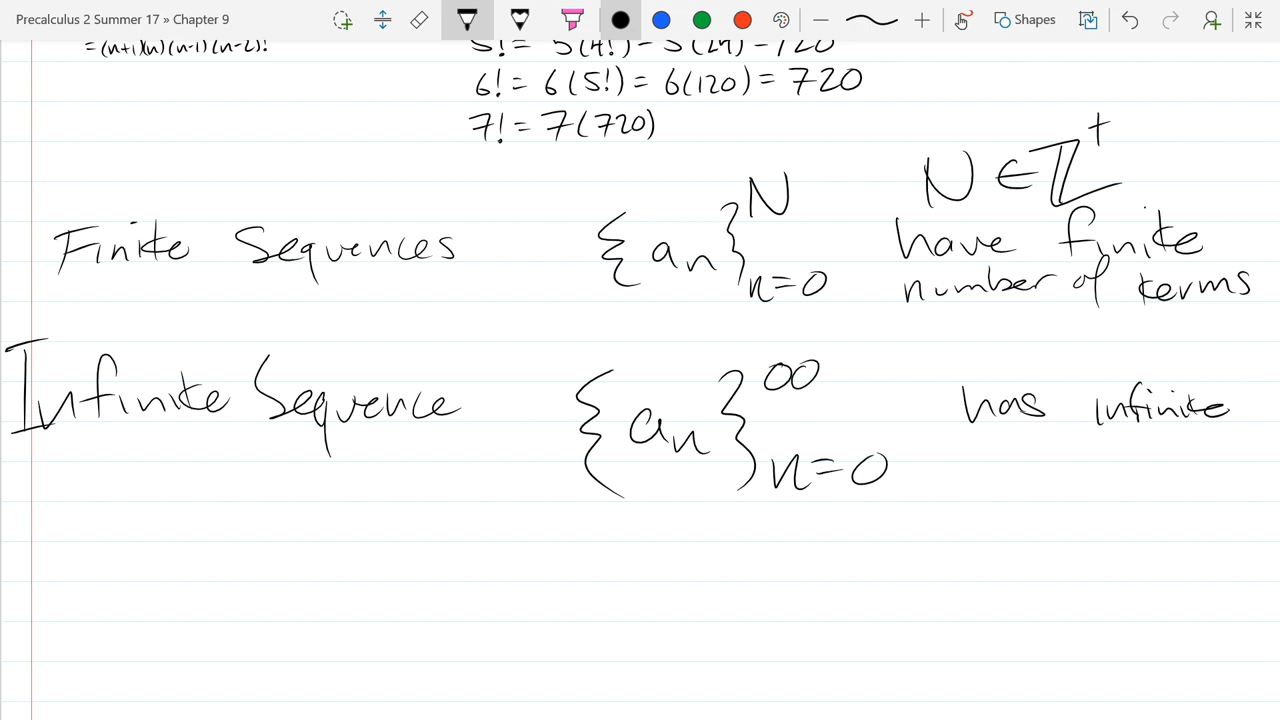 Precalculus 2 Summer 17 » Chapter 9
Shapes
= (n+1)(n)(n-1)(n-2)!
5! = 5(4!) = 5(24) = 120
6! = 6(5!) = 6(120) = 720
7! = 7(720)
Finite Sequences {a_n}_{n=0}^{N} N ∈ ℤ^+
have finite
number of terms
Infinite Sequence {a_n}_{n=0}^{∞} has infinite